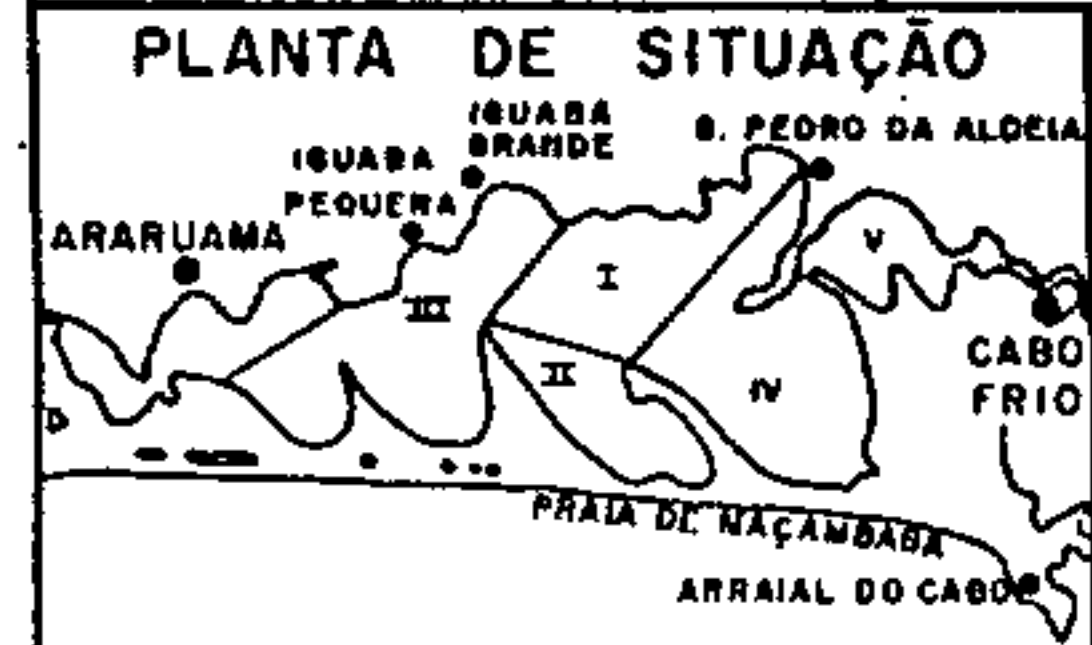 PLANTA DE SITUAÇÃO
IGUABA
GRANDE
S. PEDRO DA ALDEIA
IGUABA
PEQUENA
ARARUAMA
V
I
III
CABO
FRIO
II
IV
D
PRAIA DE MAÇAMBABA
ARRAIAL DO CABO